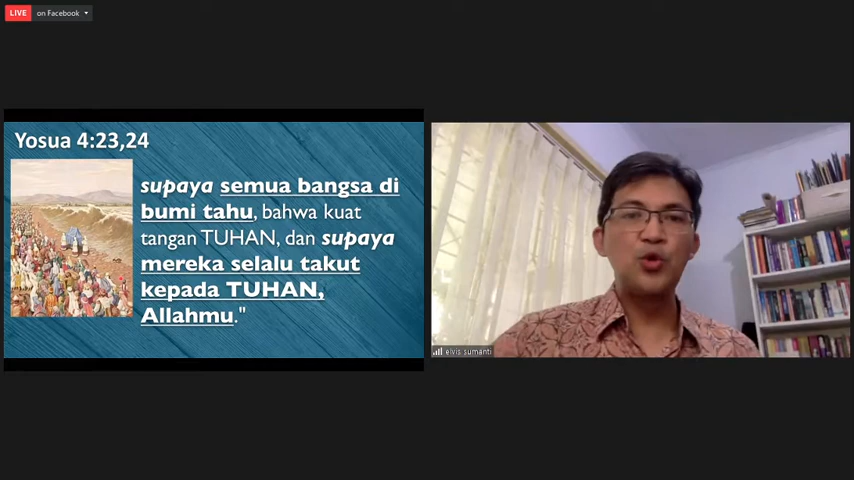 LIVE on Facebook
Yosua 4:23,24
supaya semua bangsa di
bumi tahu, bahwa kuat
tangan TUHAN, dan supaya
mereka selalu takut
kepada TUHAN,
Allahmu."
elvis sumanti